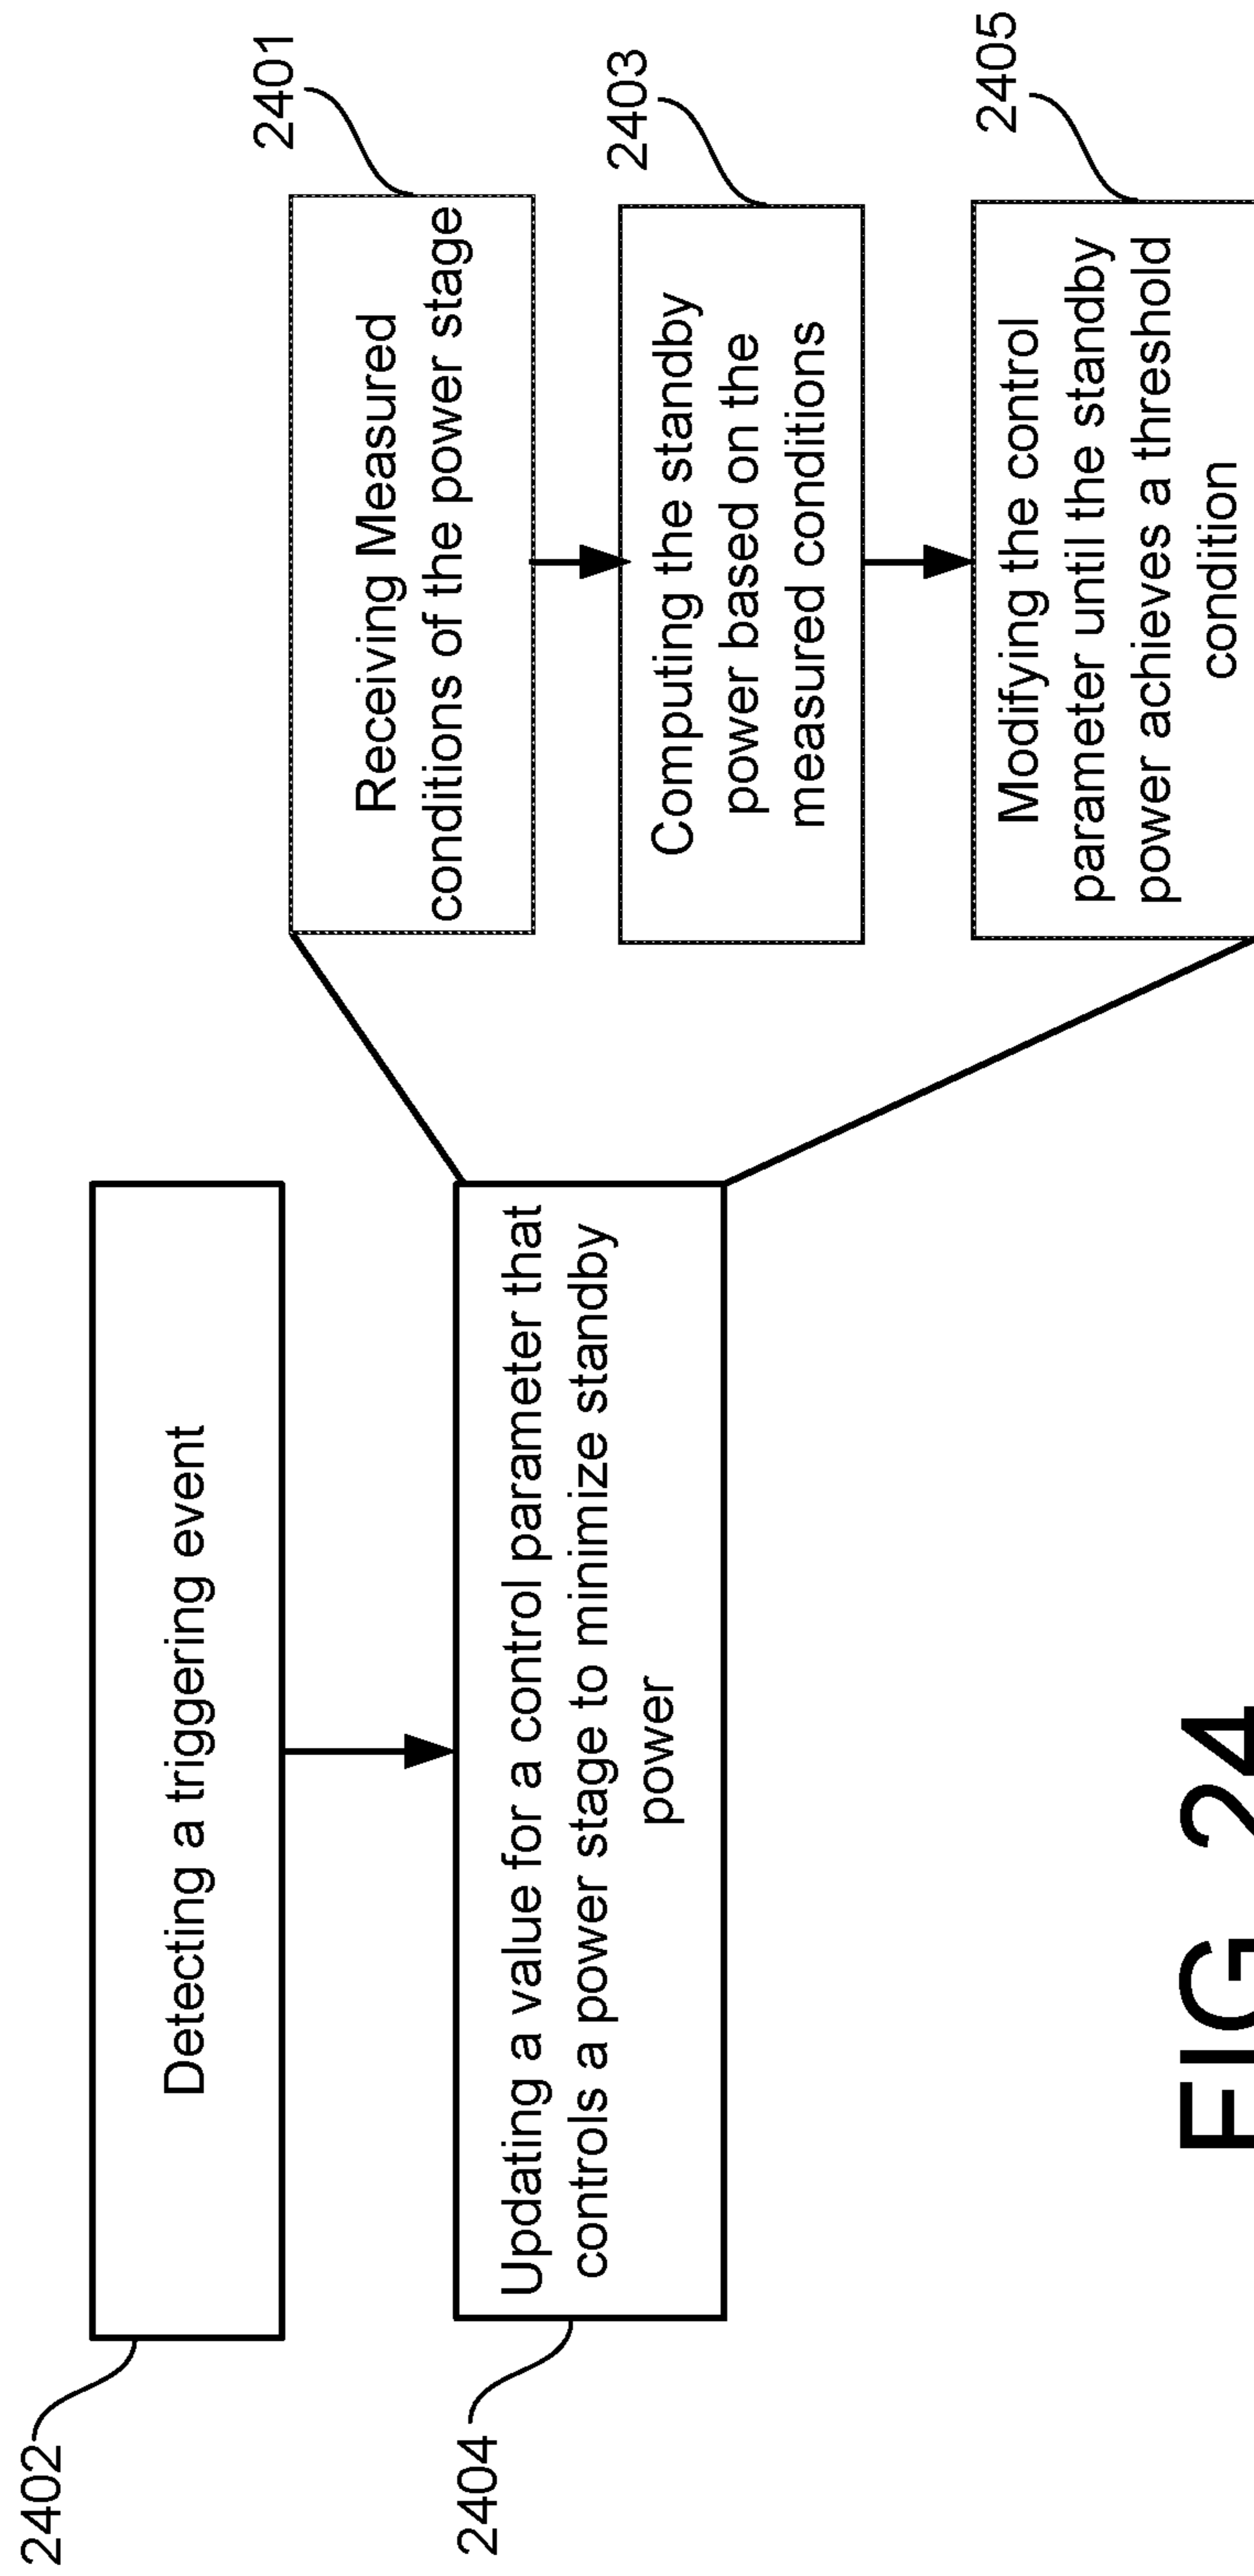 2402
Detecting a triggering event
2404
Updating a value for a control parameter that
controls a power stage to minimize standby
power
2401
Receiving Measured
conditions of the power stage
2403
Computing the standby
power based on the
measured conditions
2405
Modifying the control
parameter until the standby
power achieves a threshold
condition
FIG. 24